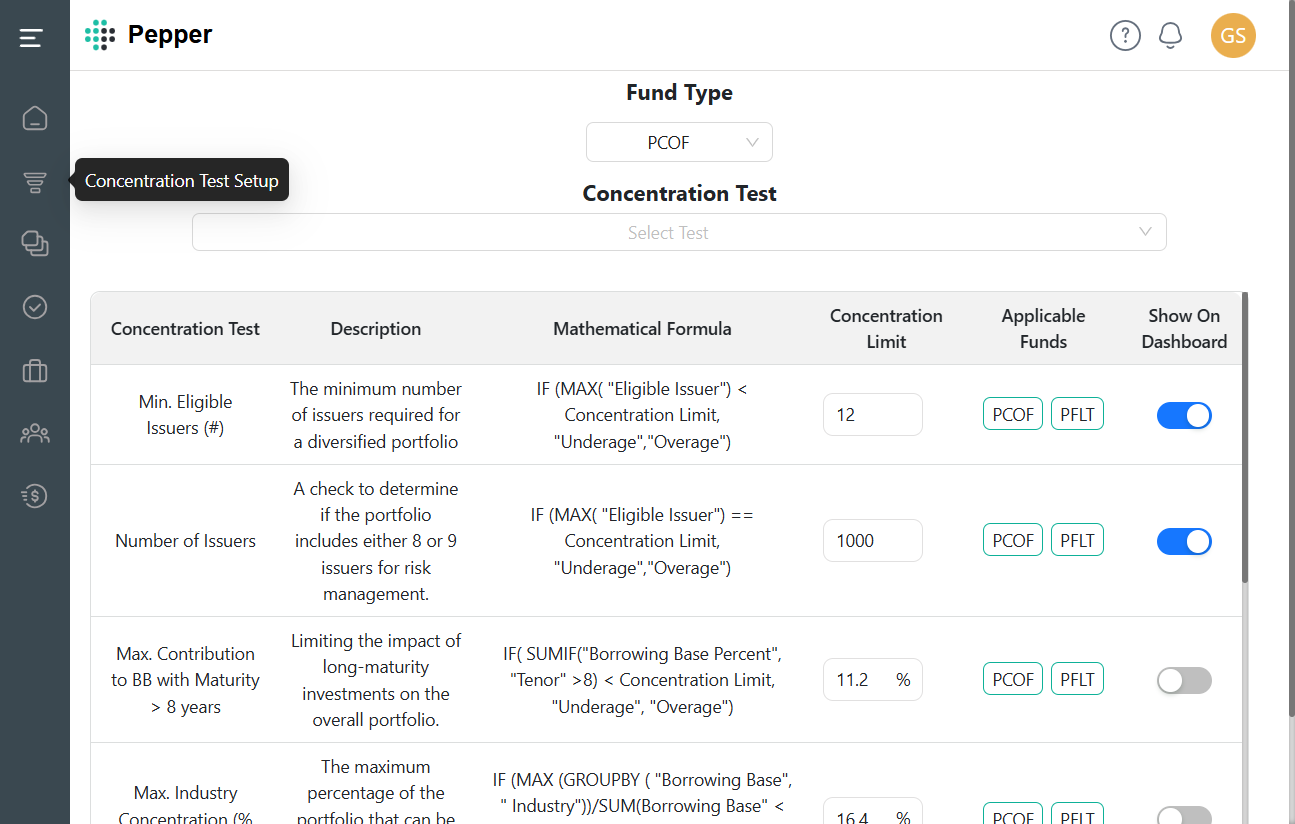 Pepper
?
GS
Fund Type
PCOF
Concentration Test Setup
Concentration Test
Select Test
Concentration Test
Description
Mathematical Formula
Concentration
Limit
Applicable
Funds
Show On
Dashboard
Min. Eligible
Issuers (#)
The minimum number
of issuers required for
a diversified portfolio
IF (MAX( "Eligible Issuer") <
Concentration Limit,
"Underage","Overage")
12
PCOF PFLT
Number of Issuers
A check to determine
if the portfolio
includes either 8 or 9
issuers for risk
management.
IF (MAX( "Eligible Issuer") ==
Concentration Limit,
"Underage","Overage")
1000
PCOF PFLT
Max. Contribution
to BB with Maturity
> 8 years
Limiting the impact of
long-maturity
investments on the
overall portfolio.
IF( SUMIF("Borrowing Base Percent",
"Tenor" >8) < Concentration Limit,
"Underage", "Overage")
11.2 %
PCOF PFLT
Max. Industry
Concentration (%
The maximum
percentage of the
portfolio that can be
IF (MAX (GROUPBY ( "Borrowing Base",
" Industry"))/SUM(Borrowing Base" <
16.4 %
PCOF PFLT
$